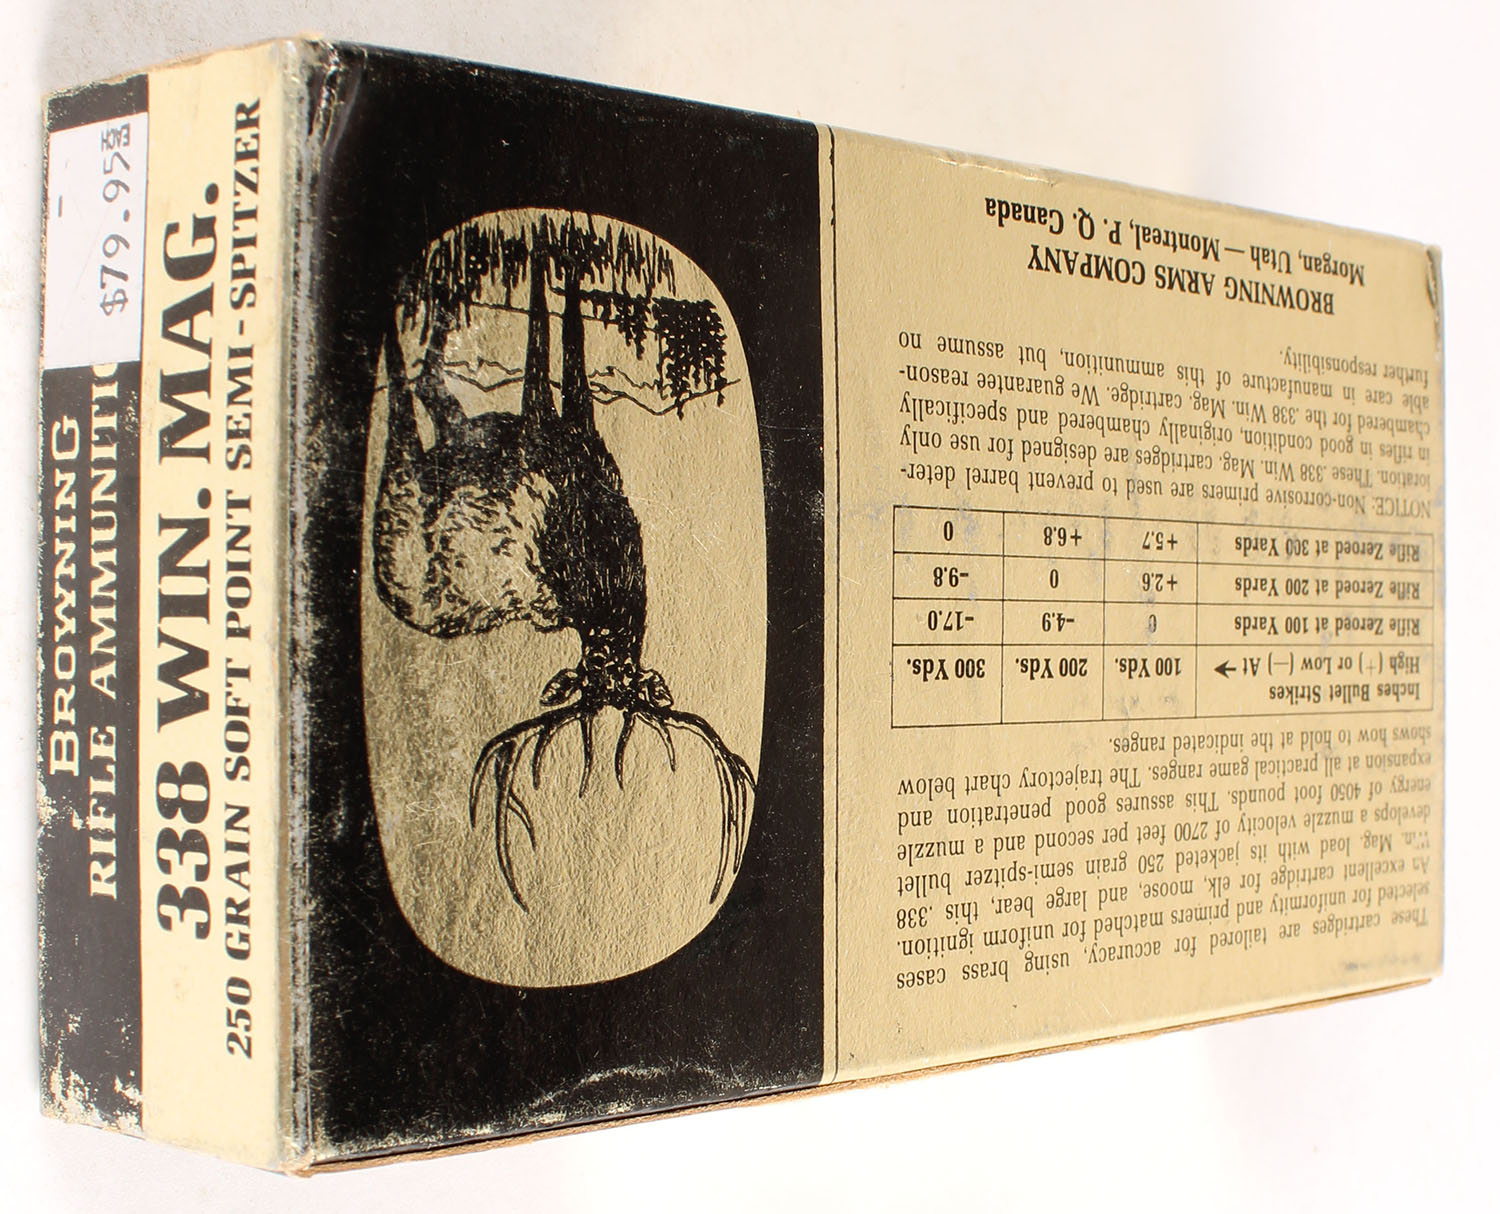 BROWNING
RIFLE AMMUNITIO
$79.95 EACH
338 WIN. MAG.
250 GRAIN SOFT POINT SEMI-SPITZER
These cartridges are tailored for accuracy, using brass cases
selected for uniformity and primers matched for uniform ignition.
An excellent cartridge for elk, moose, and large bear, this .338
Win. Mag. load with its jacketed 250 grain semi-spitzer bullet
develops a muzzle velocity of 2700 feet per second and a muzzle
energy of 4050 foot pounds. This assures good penetration and
expansion at all practical game ranges. The trajectory chart below
shows how to hold at the indicated ranges.
Inches Bullet Strikes
High (+) or Low (—) At → 100 Yds. 200 Yds. 300 Yds.
Rifle Zeroed at 100 Yards 0 -4.9 -17.0
Rifle Zeroed at 200 Yards +2.6 0 -9.8
Rifle Zeroed at 300 Yards +5.7 +6.8 0
NOTICE: Non-corrosive primers are used to prevent barrel deter-
ioration. These .338 Win. Mag. cartridges are designed for use only
in rifles in good condition, originally chambered and specifically
chambered for the .338 Win. Mag. cartridge. We guarantee reason-
able care in manufacture of this ammunition, but assume no
further responsibility.
BROWNING ARMS COMPANY
Morgan, Utah — Montreal, P. Q. Canada